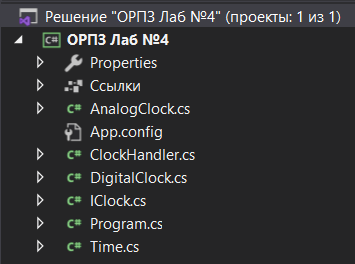 Решение "ОРПЗ Лаб №4" (проекты: 1 из 1)
C# ОРПЗ Лаб №4
Properties
Ссылки
C# AnalogClock.cs
App.config
C# ClockHandler.cs
C# DigitalClock.cs
C# IClock.cs
C# Program.cs
C# Time.cs